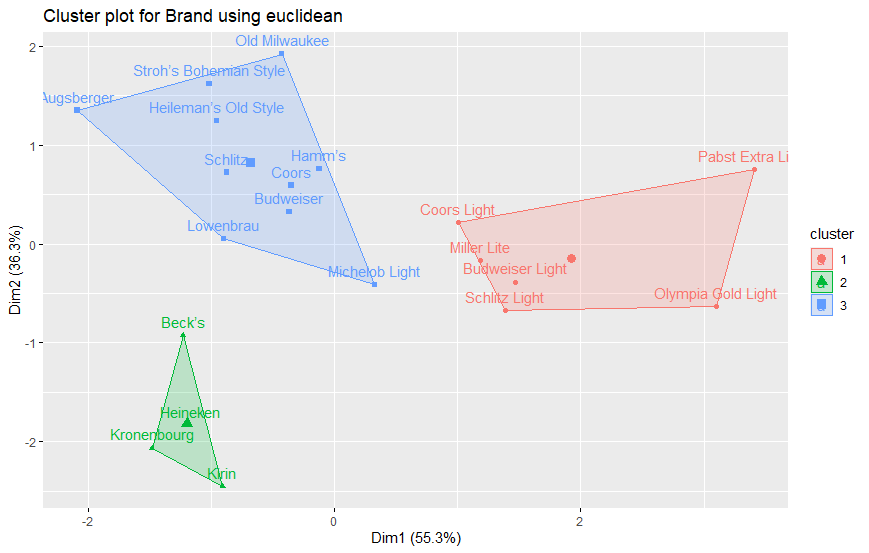 Cluster plot for Brand using euclidean
Old Milwaukee
Stroh's Bohemian Style
Augsberger
Heileman's Old Style
Schlitz
Hamm's
Coors
Budweiser
Lowenbrau
Michelob Light
Pabst Extra Li
Coors Light
Miller Lite
Budweiser Light
Schlitz Light
Olympia Gold Light
Beck's
Heineken
Kronenbourg
Kirin
2
1
0
-1
-2
Dim2 (36.3%)
-2
0
2
Dim1 (55.3%)
cluster
1
2
3